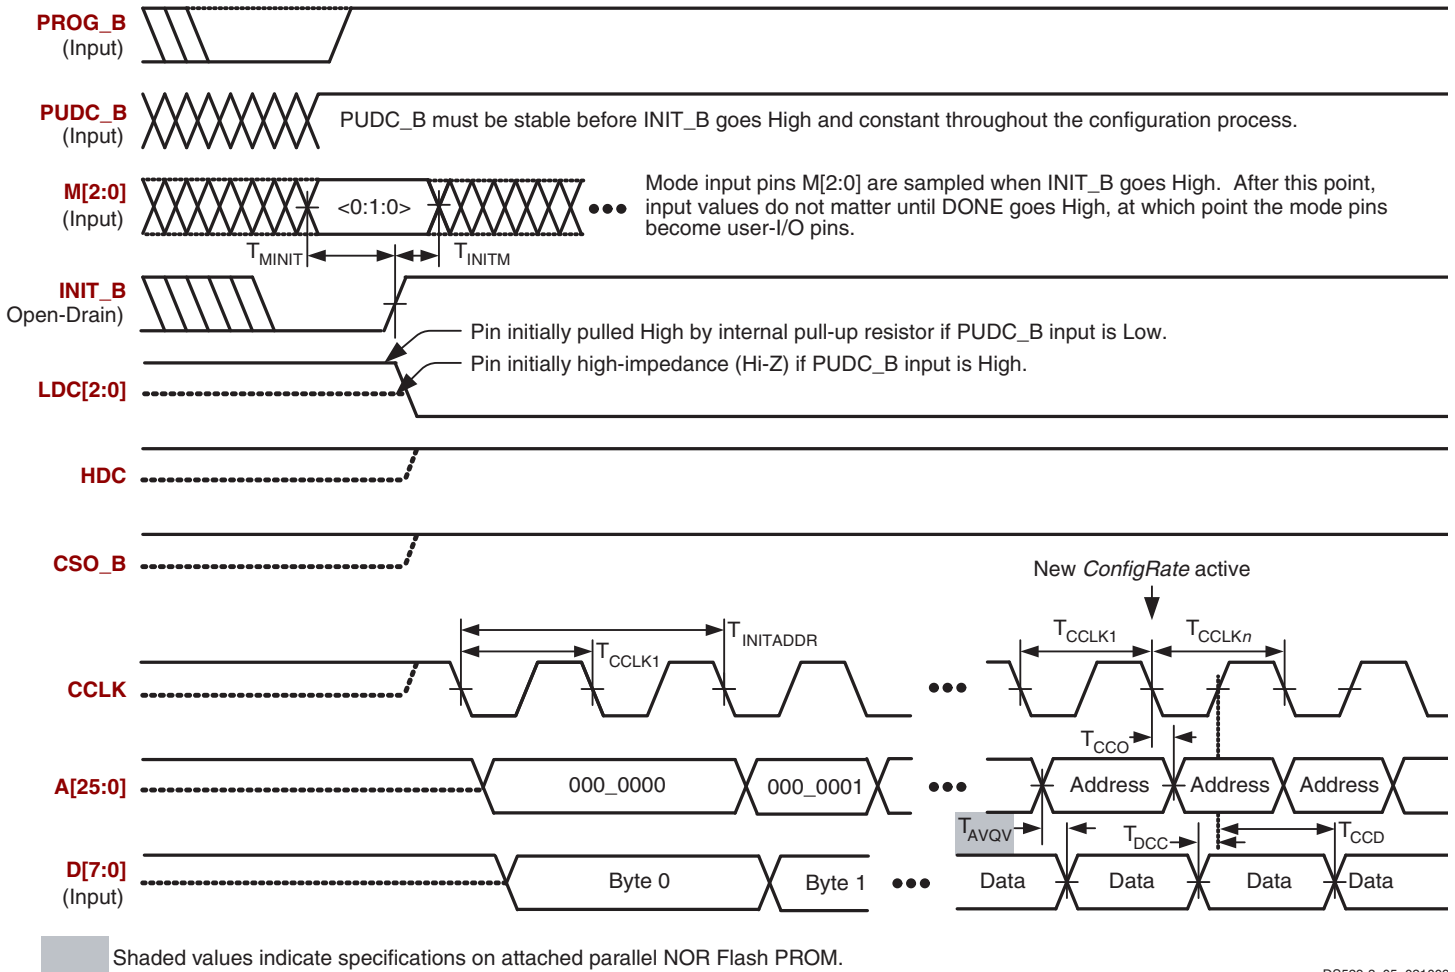 PROG_B
(Input)
PUDC_B
(Input)
PUDC_B must be stable before INIT_B goes High and constant throughout the configuration process.
M[2:0]
(Input)
<0:1:0>
Mode input pins M[2:0] are sampled when INIT_B goes High. After this point,
input values do not matter until DONE goes High, at which point the mode pins
become user-I/O pins.
TMINIT
TINITM
INIT_B
Open-Drain)
Pin initially pulled High by internal pull-up resistor if PUDC_B input is Low.
Pin initially high-impedance (Hi-Z) if PUDC_B input is High.
LDC[2:0]
HDC
CSO_B
New ConfigRate active
TINITADDR
TCCLK1
TCCLK1
TCCLKn
CCLK
TCCO
A[25:0]
000_0000
000_0001
Address
Address
Address
TAVQV
TDCC
TCCD
D[7:0]
(Input)
Byte 0
Byte 1
Data
Data
Data
Data
Shaded values indicate specifications on attached parallel NOR Flash PROM.